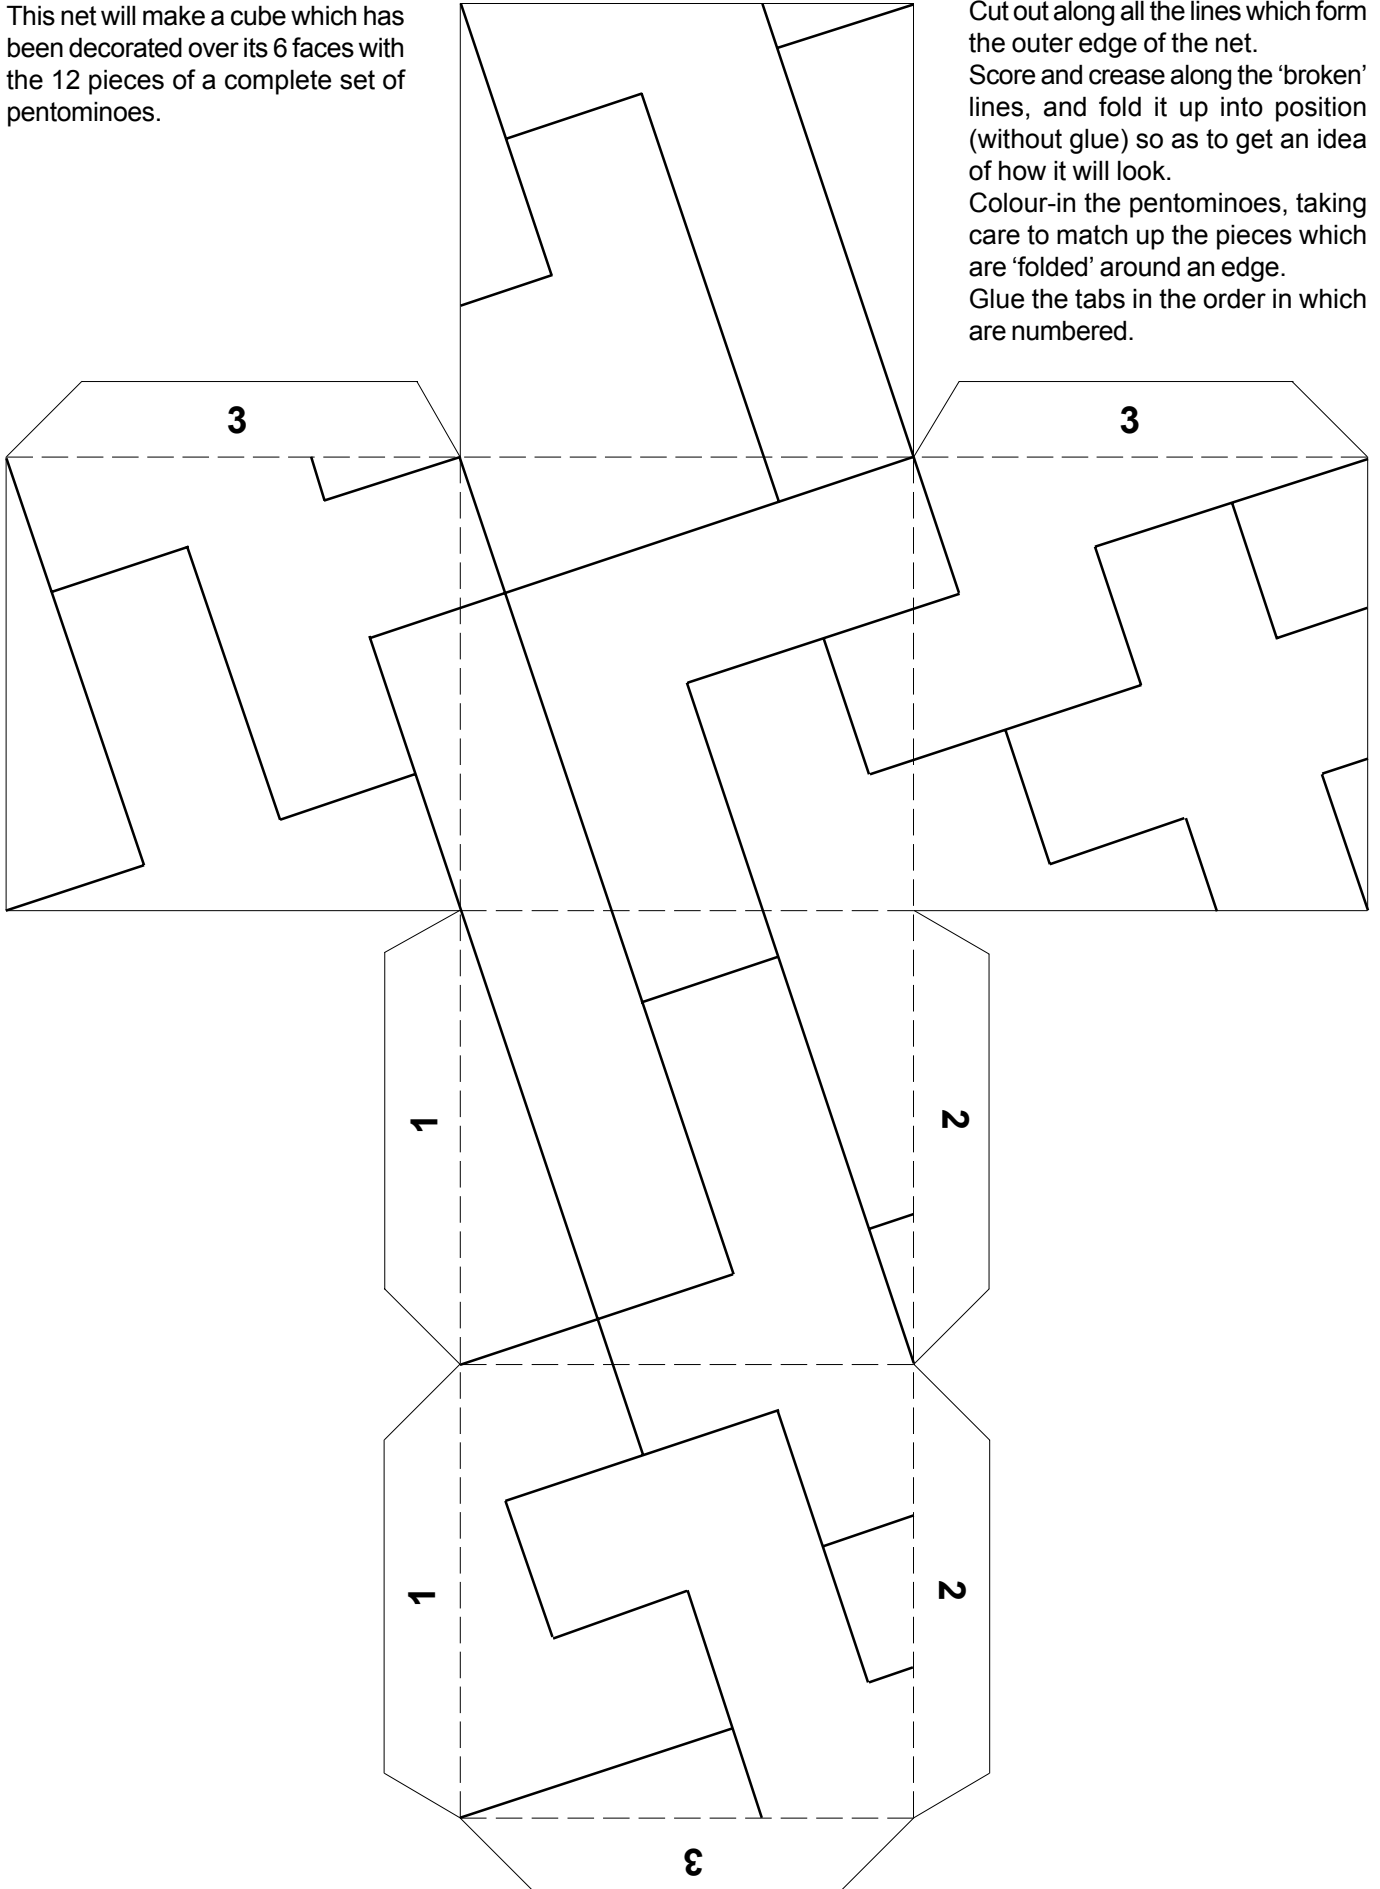 This net will make a cube which has
been decorated over its 6 faces with
the 12 pieces of a complete set of
pentominoes.
Cut out along all the lines which form
the outer edge of the net.
Score and crease along the ‘broken’
lines, and fold it up into position
(without glue) so as to get an idea
of how it will look.
Colour-in the pentominoes, taking
care to match up the pieces which
are ‘folded’ around an edge.
Glue the tabs in the order in which
are numbered.
3
3
1
2
1
2
3